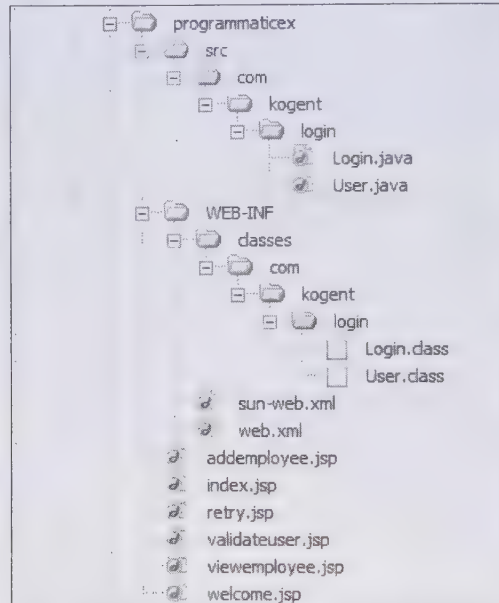 programmaticex
src
com
kogent
login
Login.java
User.java
WEB-INF
classes
com
kogent
login
Login.class
User.class
sun-web.xml
web.xml
addemployee.jsp
index.jsp
retry.jsp
validateuser.jsp
viewemployee.jsp
welcome.jsp